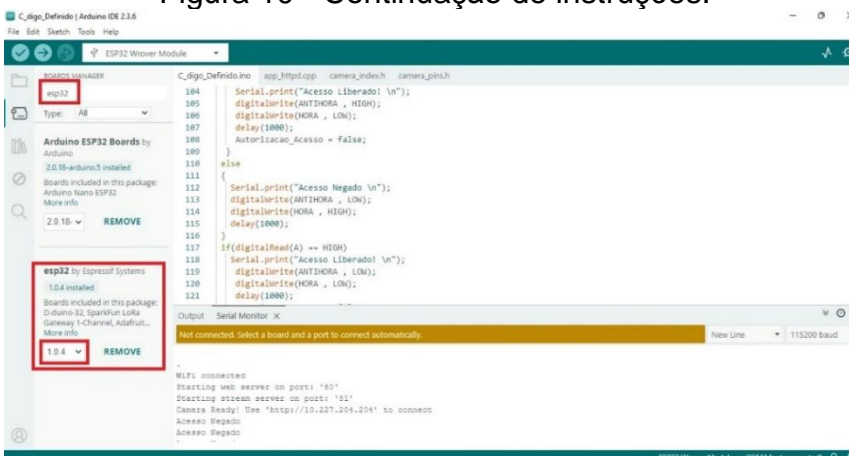 Figura 10 - Continuação de instruções.
C_digo_Definido | Arduino IDE 2.3.6
File Edit Sketch Tools Help
ESP32 Wrover Module
BOARDS MANAGER
esp32
Type: All
Arduino ESP32 Boards by
Arduino
2.0.18-arduino.5 installed
Boards included in this package:
Arduino Nano ESP32
More info
2.0.18- REMOVE
esp32 by Espressif Systems
1.0.4 installed
Boards included in this package:
D-duino-32, SparkFun LoRa
Gateway 1-Channel, Adafruit...
More info
1.0.4 REMOVE
C_digo_Definido.ino app_httpd.cpp camera_index.h camera_pins.h
104 Serial.print("Acesso Liberado! \n");
105 digitalWrite(ANTIHORA , HIGH);
106 digitalWrite(HORA , LOW);
107 delay(1000);
108 Autorizacao_Acesso = false;
109 }
110 else
111 {
112 Serial.print("Acesso Negado \n");
113 digitalWrite(ANTIHORA , LOW);
114 digitalWrite(HORA , HIGH);
115 delay(1000);
116 }
117 if(digitalRead(A) == HIGH)
118 Serial.print("Acesso Liberado! \n");
119 digitalWrite(ANTIHORA , LOW);
120 digitalWrite(HORA , LOW);
121 delay(1000);
Output Serial Monitor
Not connected. Select a board and a port to connect automatically.
New Line 115200 baud
.
WiFi connected
Starting web server on port: '80'
Starting stream server on port: '81'
Camera Ready! Use 'http://10.227.204.204' to connect
Acesso Negado
Acesso Negado